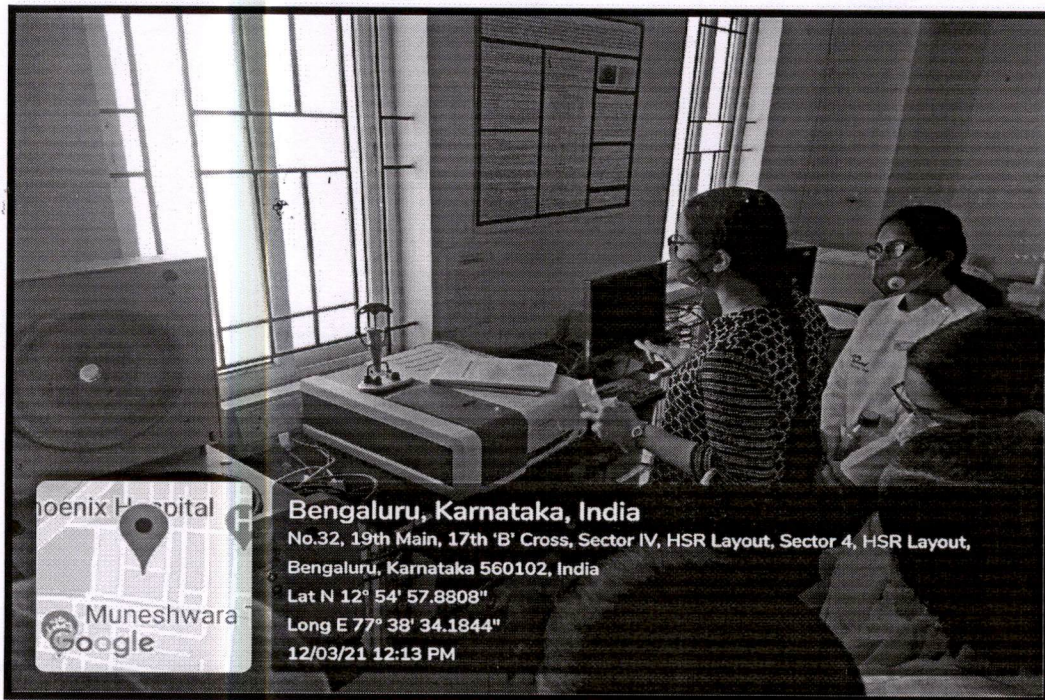 Bengaluru, Karnataka, India
No.32, 19th Main, 17th 'B' Cross, Sector IV, HSR Layout, Sector 4, HSR Layout,
Bengaluru, Karnataka 560102, India
Lat N 12° 54' 57.8808"
Long E 77° 38' 34.1844"
12/03/21 12:13 PM
H
Muneshwara
Google